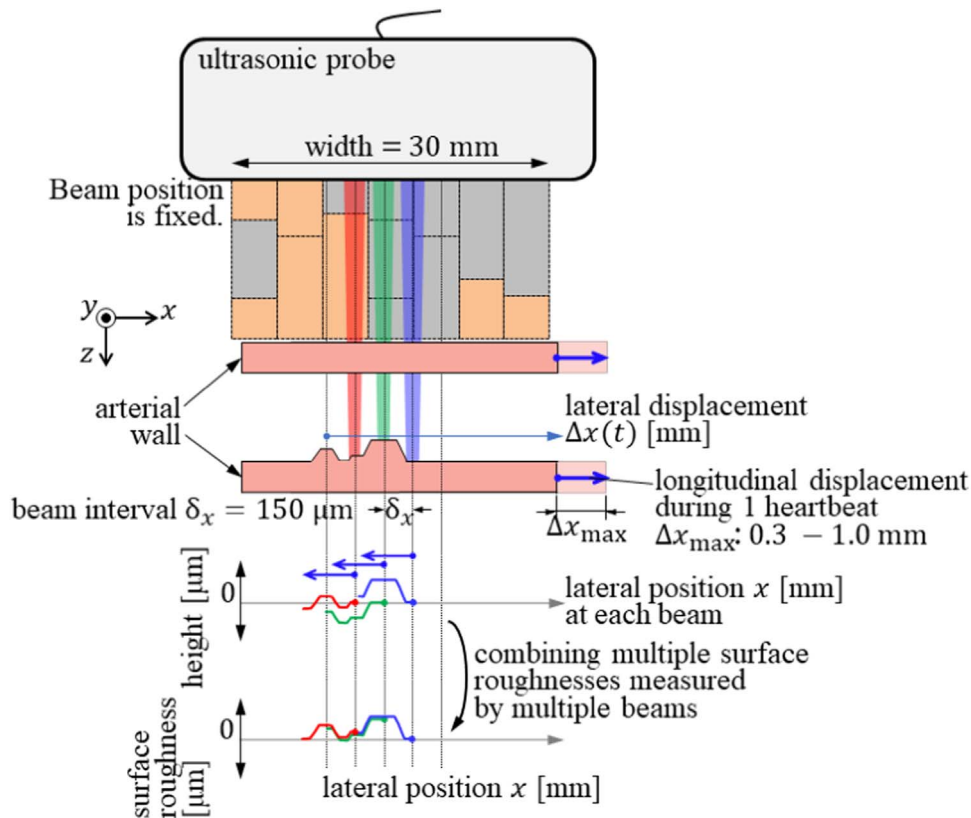 ultrasonic probe
width = 30 mm
Beam position
is fixed.
y
x
z
arterial
wall
lateral displacement
Δx(t) [mm]
longitudinal displacement
during 1 heartbeat
Δxmax: 0.3 − 1.0 mm
beam interval δx = 150 μm
δx
Δxmax
height [μm]
0
lateral position x [mm]
at each beam
combining multiple surface
roughnesses measured
by multiple beams
surface
roughness
[μm]
0
lateral position x [mm]